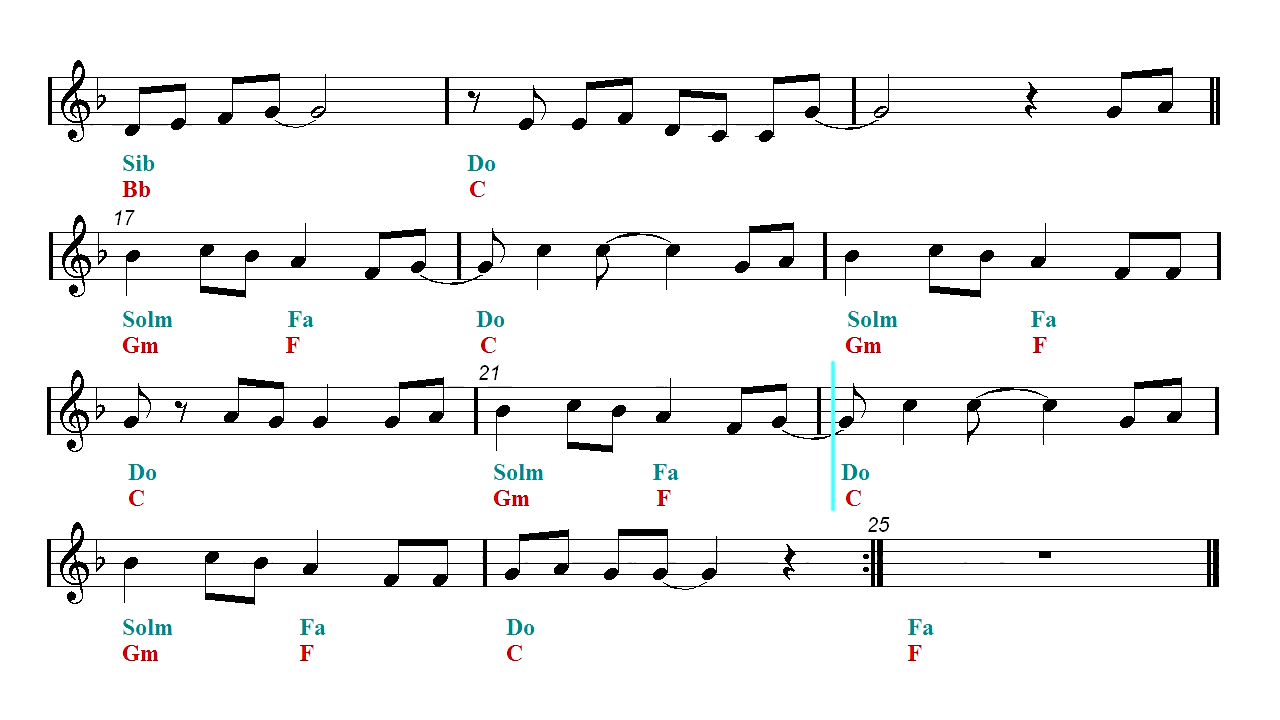 Sib Do
Bb C
17
Solm Fa Do Solm Fa
Gm F C Gm F
21
Do Solm Fa Do
C Gm F C
25
Solm Fa Do Fa
Gm F C F